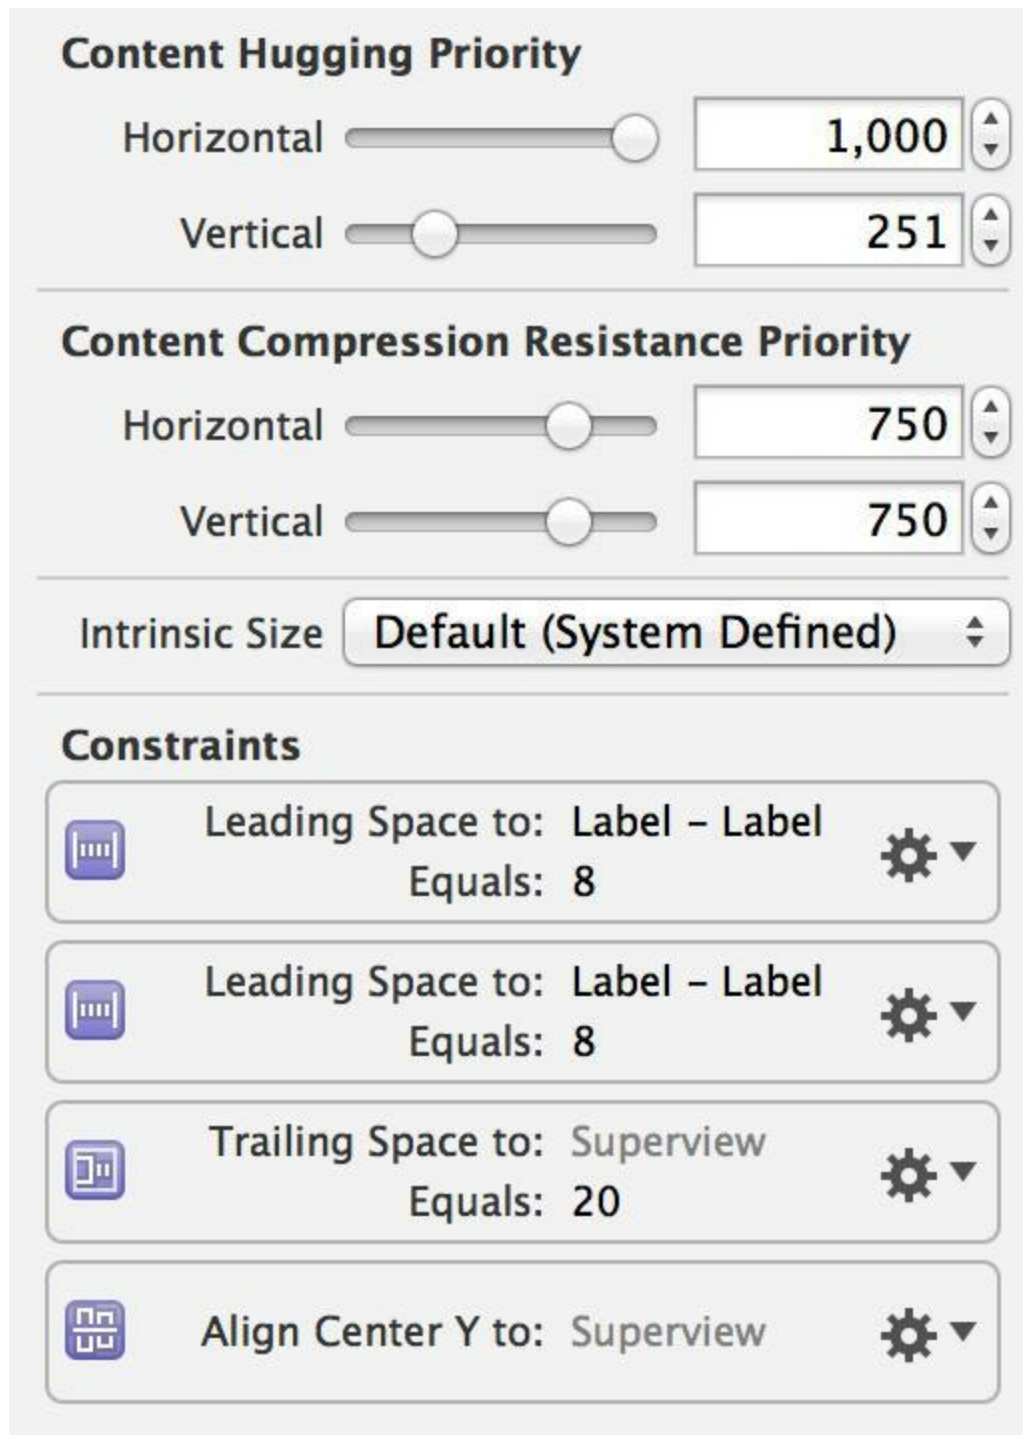 Content Hugging Priority
Horizontal 1,000
Vertical 251
Content Compression Resistance Priority
Horizontal 750
Vertical 750
Intrinsic Size Default (System Defined)
Constraints
Leading Space to: Label – Label
Equals: 8
Leading Space to: Label – Label
Equals: 8
Trailing Space to: Superview
Equals: 20
Align Center Y to: Superview